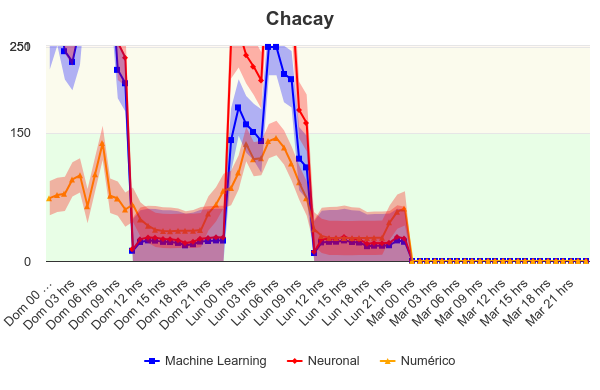 Chacay
250
150
0
Dom 00 ...
Dom 03 hrs
Dom 06 hrs
Dom 09 hrs
Dom 12 hrs
Dom 15 hrs
Dom 18 hrs
Dom 21 hrs
Lun 00 hrs
Lun 03 hrs
Lun 06 hrs
Lun 09 hrs
Lun 12 hrs
Lun 15 hrs
Lun 18 hrs
Lun 21 hrs
Mar 00 hrs
Mar 03 hrs
Mar 06 hrs
Mar 09 hrs
Mar 12 hrs
Mar 15 hrs
Mar 18 hrs
Mar 21 hrs
Machine Learning Neuronal Numérico